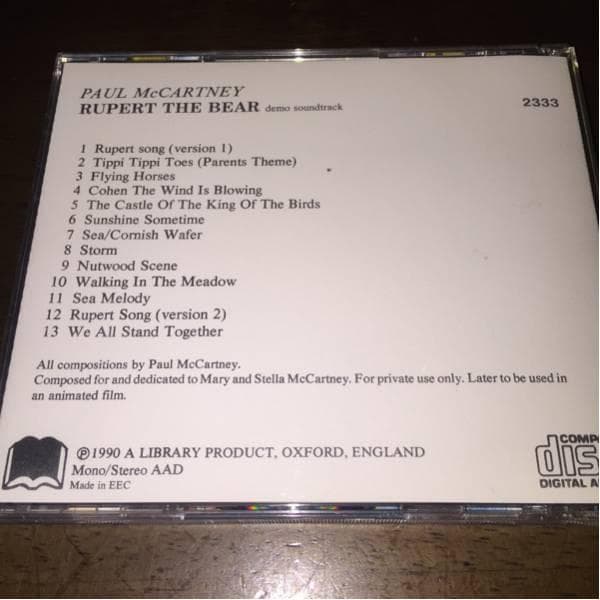 PAUL McCARTNEY
RUPERT THE BEAR demo soundtrack
2333
1 Rupert song (version 1)
2 Tippi Tippi Toes (Parents Theme)
3 Flying Horses
4 Cohen The Wind Is Blowing
5 The Castle Of The King Of The Birds
6 Sunshine Sometime
7 Sea/Cornish Wafer
8 Storm
9 Nutwood Scene
10 Walking In The Meadow
11 Sea Melody
12 Rupert Song (version 2)
13 We All Stand Together
All compositions by Paul McCartney.
Composed for and dedicated to Mary and Stella McCartney. For private use only. Later to be used in
an animated film.
℗1990 A LIBRARY PRODUCT, OXFORD, ENGLAND
Mono/Stereo AAD
Made in EEC
COMP
dis
DIGITAL A